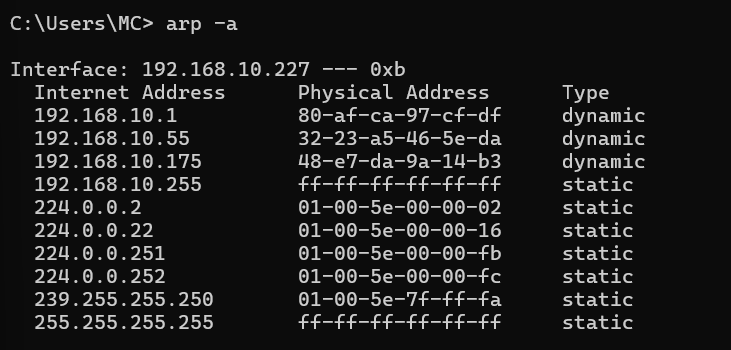 C:\Users\MC> arp -a
Interface: 192.168.10.227 --- 0xb
  Internet Address      Physical Address      Type
  192.168.10.1          80-af-ca-97-cf-df     dynamic
  192.168.10.55         32-23-a5-46-5e-da     dynamic
  192.168.10.175        48-e7-da-9a-14-b3     dynamic
  192.168.10.255        ff-ff-ff-ff-ff-ff     static
  224.0.0.2             01-00-5e-00-00-02     static
  224.0.0.22            01-00-5e-00-00-16     static
  224.0.0.251           01-00-5e-00-00-fb     static
  224.0.0.252           01-00-5e-00-00-fc     static
  239.255.255.250       01-00-5e-7f-ff-fa     static
  255.255.255.255       ff-ff-ff-ff-ff-ff     static